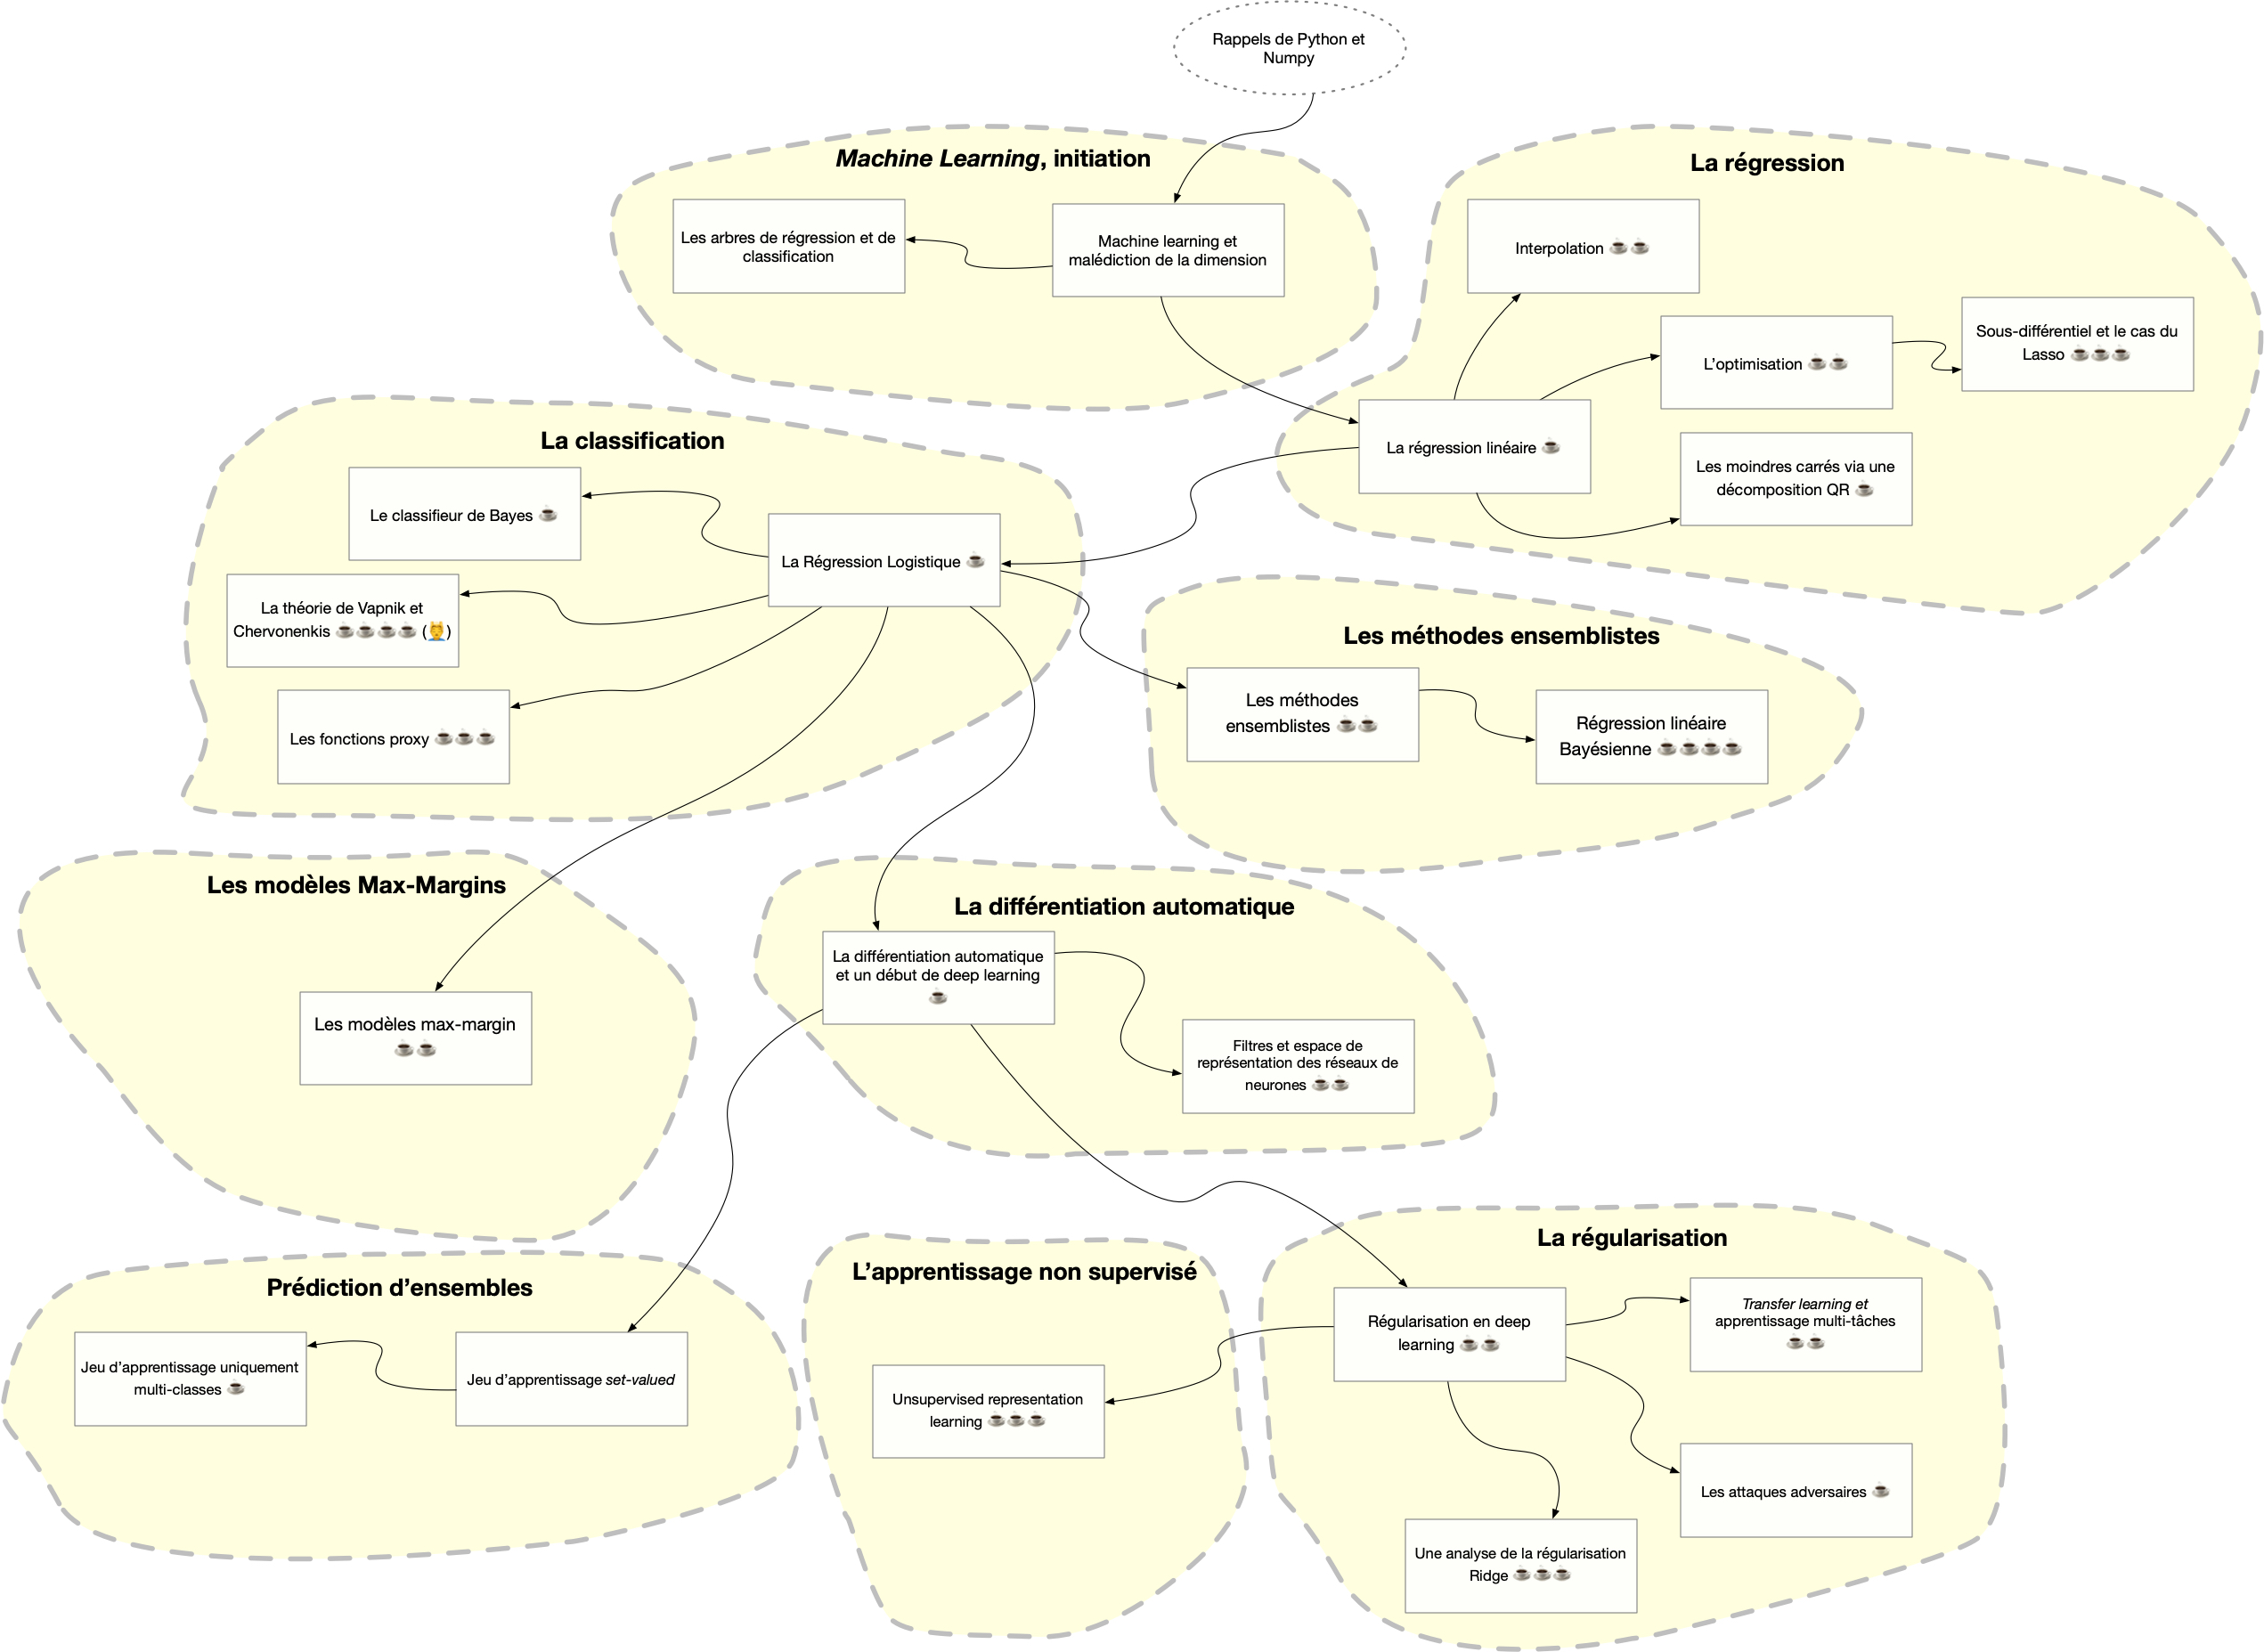 Rappels de Python et
Numpy
Machine Learning, initiation
Les arbres de régression et de
classification
Machine learning et
malédiction de la dimension
La régression
Interpolation ☕☕
L’optimisation ☕☕
Sous-différentiel et le cas du
Lasso ☕☕☕
La régression linéaire ☕
Les moindres carrés via une
décomposition QR ☕
La classification
Le classifieur de Bayes ☕
La Régression Logistique ☕
La théorie de Vapnik et
Chervonenkis ☕☕☕☕ (💆)
Les fonctions proxy ☕☕☕
Les méthodes ensemblistes
Les méthodes
ensemblistes ☕☕
Régression linéaire
Bayésienne ☕☕☕☕
Les modèles Max-Margins
Les modèles max-margin
☕☕
La différentiation automatique
La différentiation automatique
et un début de deep learning
☕
Filtres et espace de
représentation des réseaux de
neurones ☕☕
Prédiction d’ensembles
Jeu d’apprentissage uniquement
multi-classes ☕
Jeu d’apprentissage set-valued
L’apprentissage non supervisé
Unsupervised representation
learning ☕☕☕
La régularisation
Régularisation en deep
learning ☕☕
Transfer learning et
apprentissage multi-tâches
☕☕
Les attaques adversaires ☕
Une analyse de la régularisation
Ridge ☕☕☕